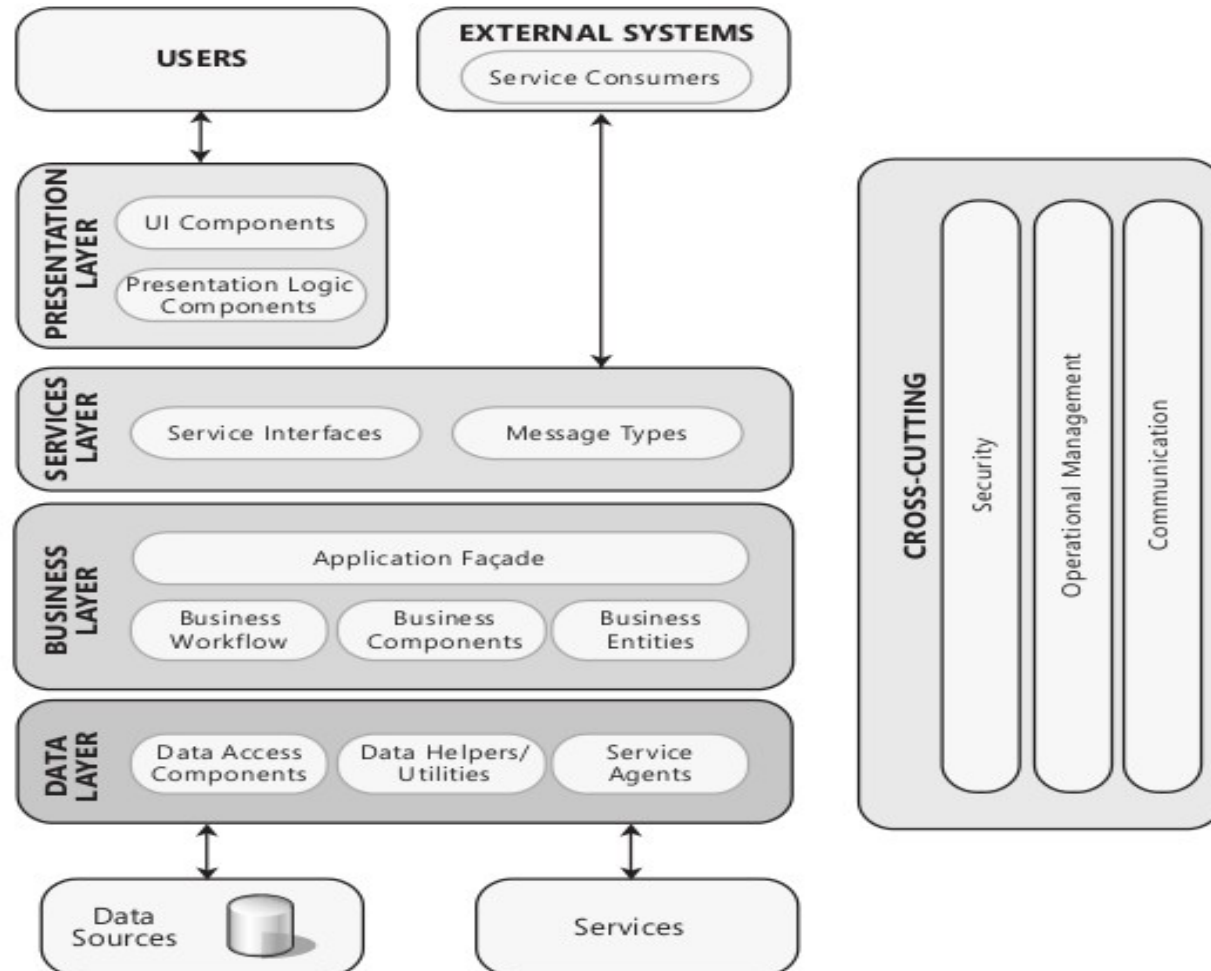 USERS
EXTERNAL SYSTEMS
Service Consumers
PRESENTATION
LAYER
UI Components
Presentation Logic
Components
SERVICES
LAYER
Service Interfaces
Message Types
BUSINESS
LAYER
Application Façade
Business
Workflow
Business
Components
Business
Entities
DATA
LAYER
Data Access
Components
Data Helpers/
Utilities
Service
Agents
Data
Sources
Services
CROSS-CUTTING
Security
Operational Management
Communication